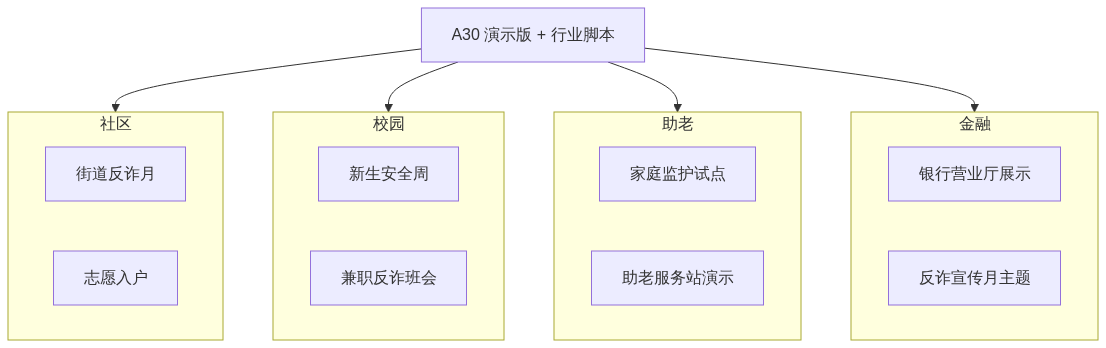 A30 演示版 + 行业脚本
社区
街道反诈月
志愿入户
校园
新生安全周
兼职反诈班会
助老
家庭监护试点
助老服务站演示
金融
银行营业厅展示
反诈宣传月主题